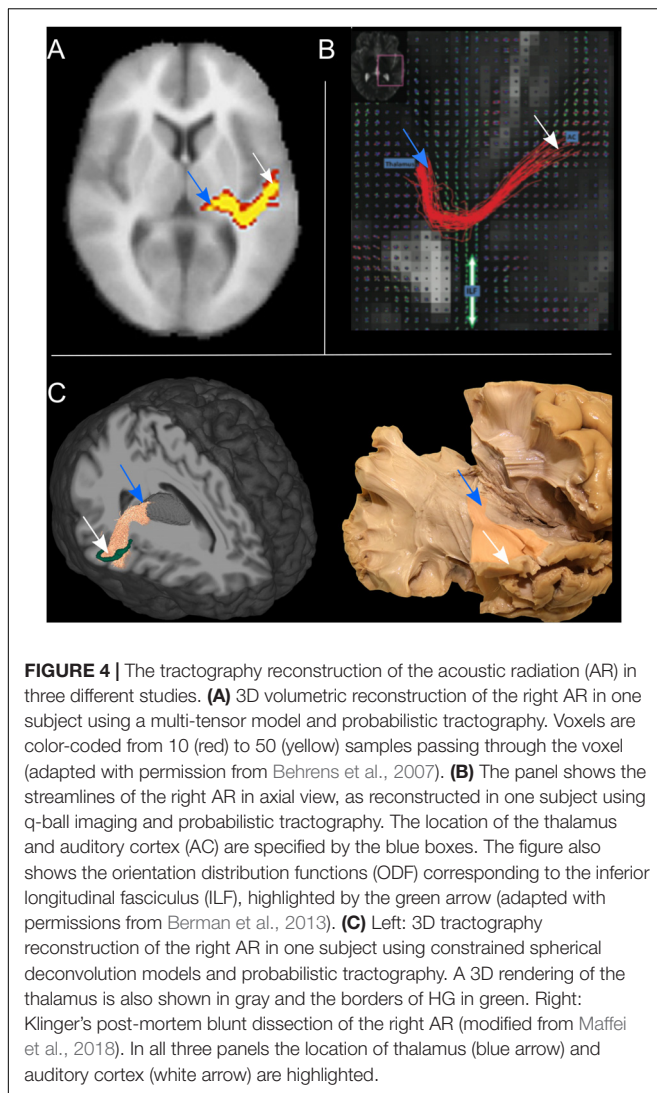 A
B
Thalamus
AC
ILF
C
FIGURE 4 | The tractography reconstruction of the acoustic radiation (AR) in
three different studies. (A) 3D volumetric reconstruction of the right AR in one
subject using a multi-tensor model and probabilistic tractography. Voxels are
color-coded from 10 (red) to 50 (yellow) samples passing through the voxel
(adapted with permission from Behrens et al., 2007). (B) The panel shows the
streamlines of the right AR in axial view, as reconstructed in one subject using
q-ball imaging and probabilistic tractography. The location of the thalamus
and auditory cortex (AC) are specified by the blue boxes. The figure also
shows the orientation distribution functions (ODF) corresponding to the inferior
longitudinal fasciculus (ILF), highlighted by the green arrow (adapted with
permissions from Berman et al., 2013). (C) Left: 3D tractography
reconstruction of the right AR in one subject using constrained spherical
deconvolution models and probabilistic tractography. A 3D rendering of the
thalamus is also shown in gray and the borders of HG in green. Right:
Klinger's post-mortem blunt dissection of the right AR (modified from Maffei
et al., 2018). In all three panels the location of thalamus (blue arrow) and
auditory cortex (white arrow) are highlighted.